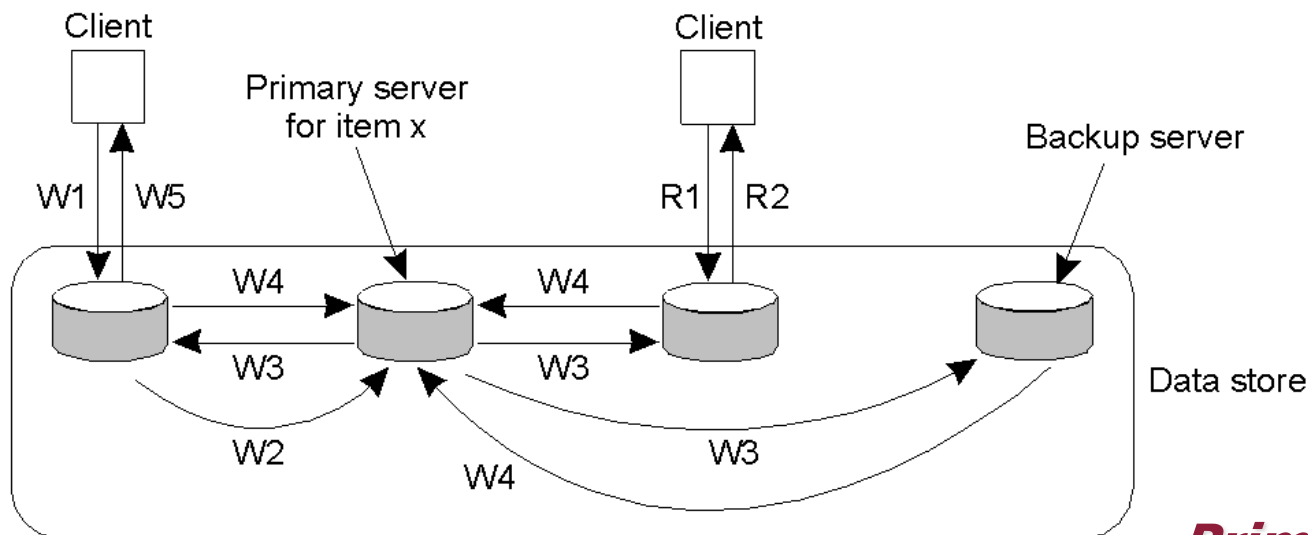 Client
Client
Primary server
for item x
Backup server
W1
W5
R1
R2
W4
W4
W3
W3
Data store
W2
W3
W4